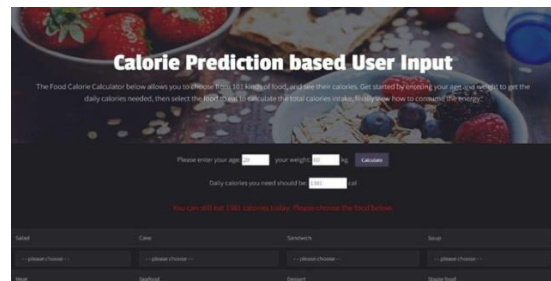 Calorie Prediction based User
Input
The Food Calorie Calculator below allows you to choose from 101 kinds of food, and see their calories. Get started by entering your age and weight to get the
daily calories needed, then select the food to eat to calculate the total calories intake, finally view how to consume the energy.
Please enter your age: 20 your weight: 60 kg Calculate
Daily calories you need should be: 1381 cal
You can still eat 1381 calories today. Please choose the food below.
Salad Cake Sandwich Soup
-- please choose -- -- please choose -- -- please choose -- -- please choose --
Meat Seafood Dessert Staple food